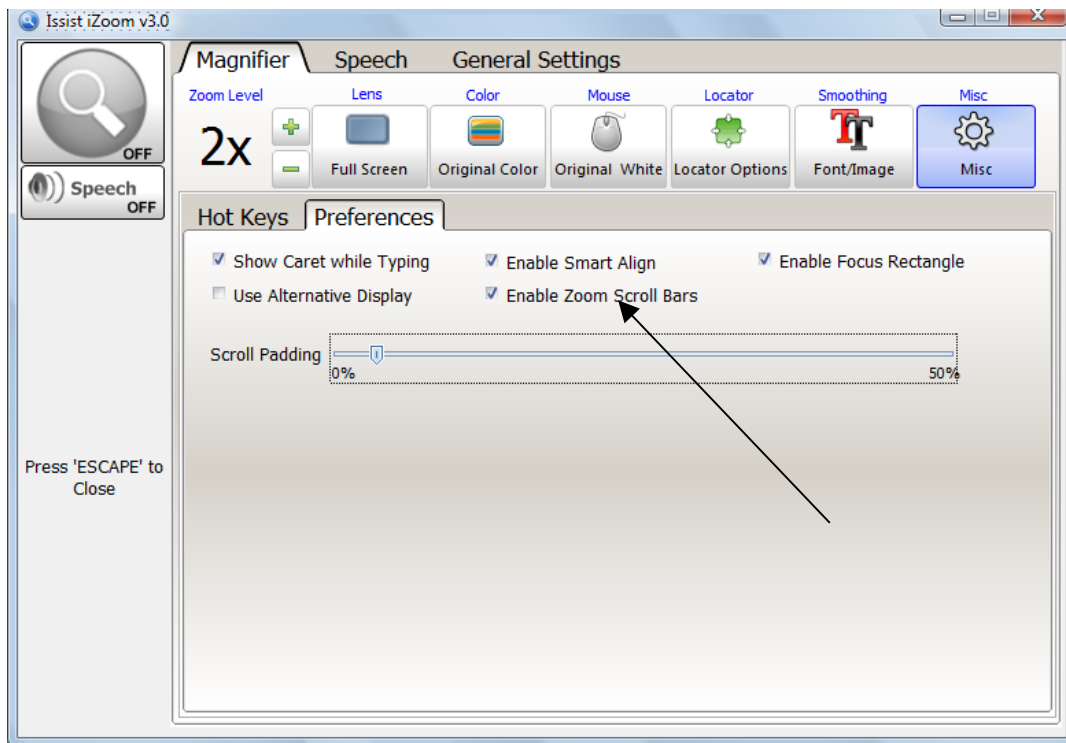 Issist iZoom v3.0
OFF
Speech
OFF
Press 'ESCAPE' to
Close
Magnifier Speech General Settings
Zoom Level Lens Color Mouse Locator Smoothing Misc
2x
Full Screen Original Color Original White Locator Options Font/Image Misc
Hot Keys Preferences
Show Caret while Typing Enable Smart Align Enable Focus Rectangle
Use Alternative Display Enable Zoom Scroll Bars
Scroll Padding
0% 50%